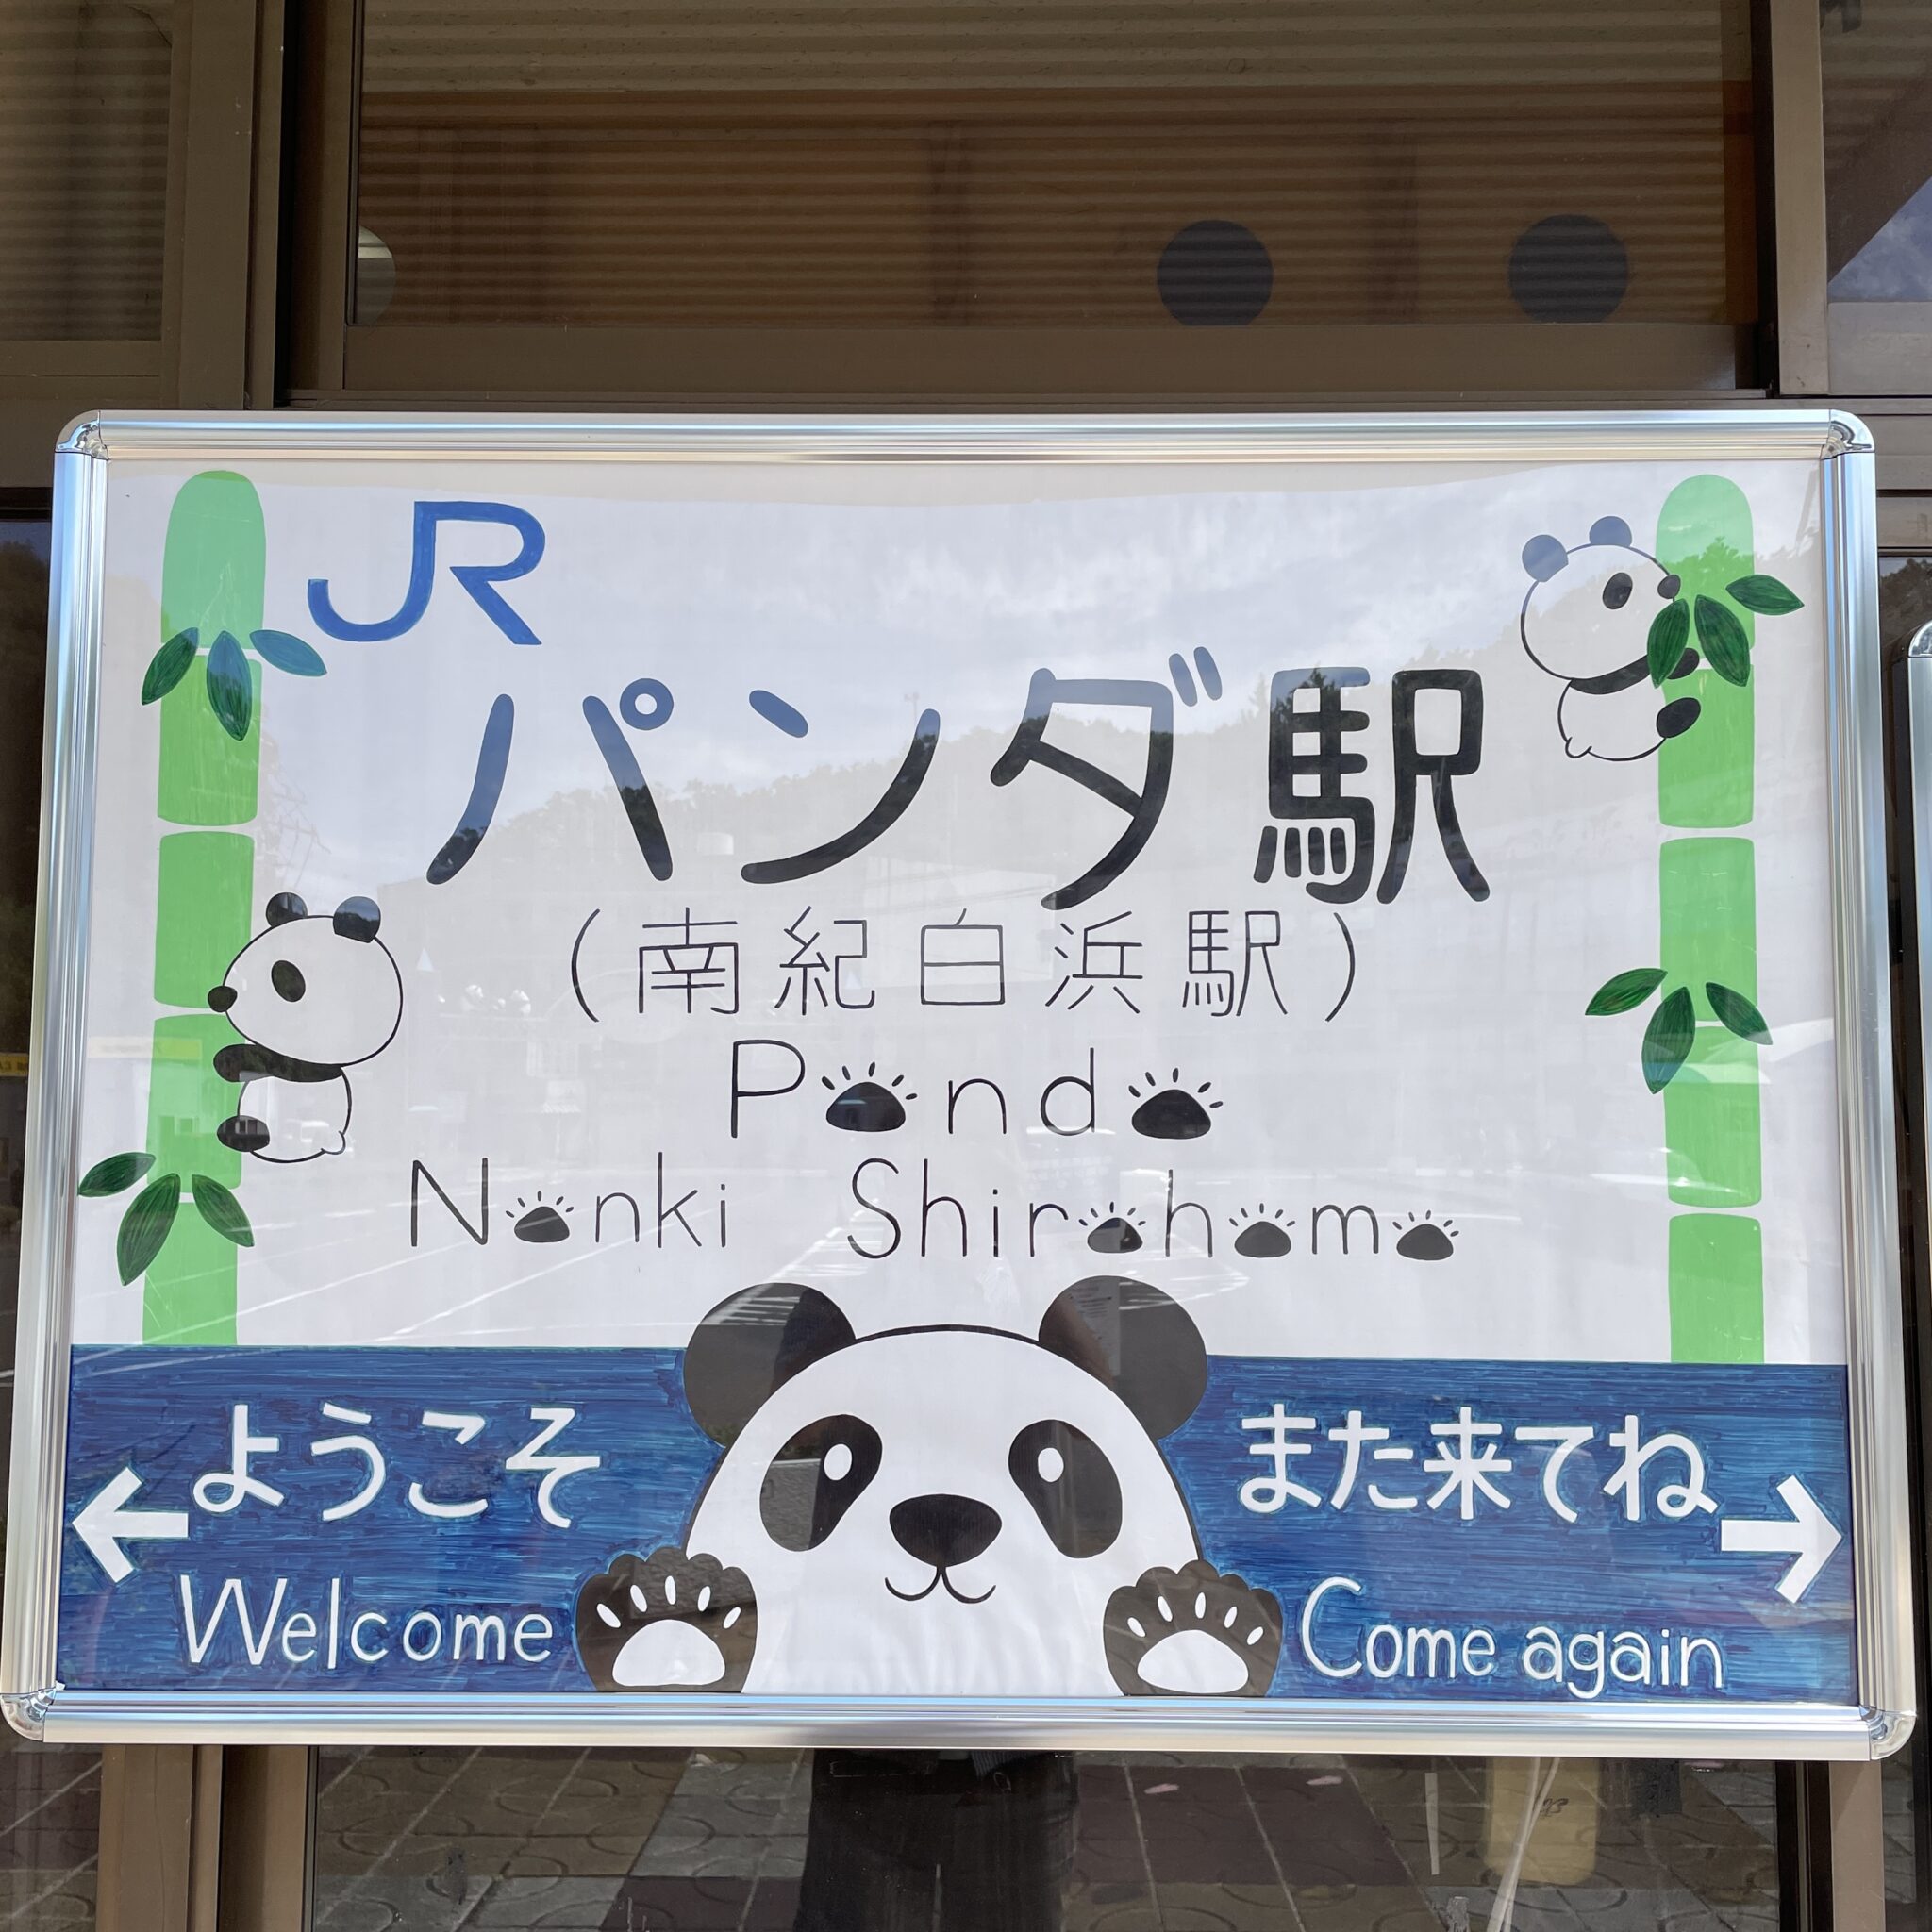 JR
パンダ駅
(南紀白浜駅)
Panda
Nanki Shirahama
ようこそ
Welcome
また来てね
Come again